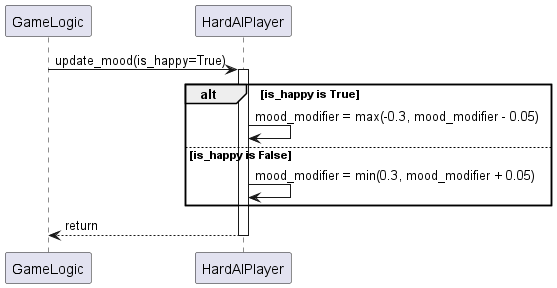 GameLogic
HardAIPlayer
update_mood(is_happy=True)
alt
[is_happy is True]
mood_modifier = max(-0.3, mood_modifier - 0.05)
[is_happy is False]
mood_modifier = min(0.3, mood_modifier + 0.05)
return
GameLogic
HardAIPlayer